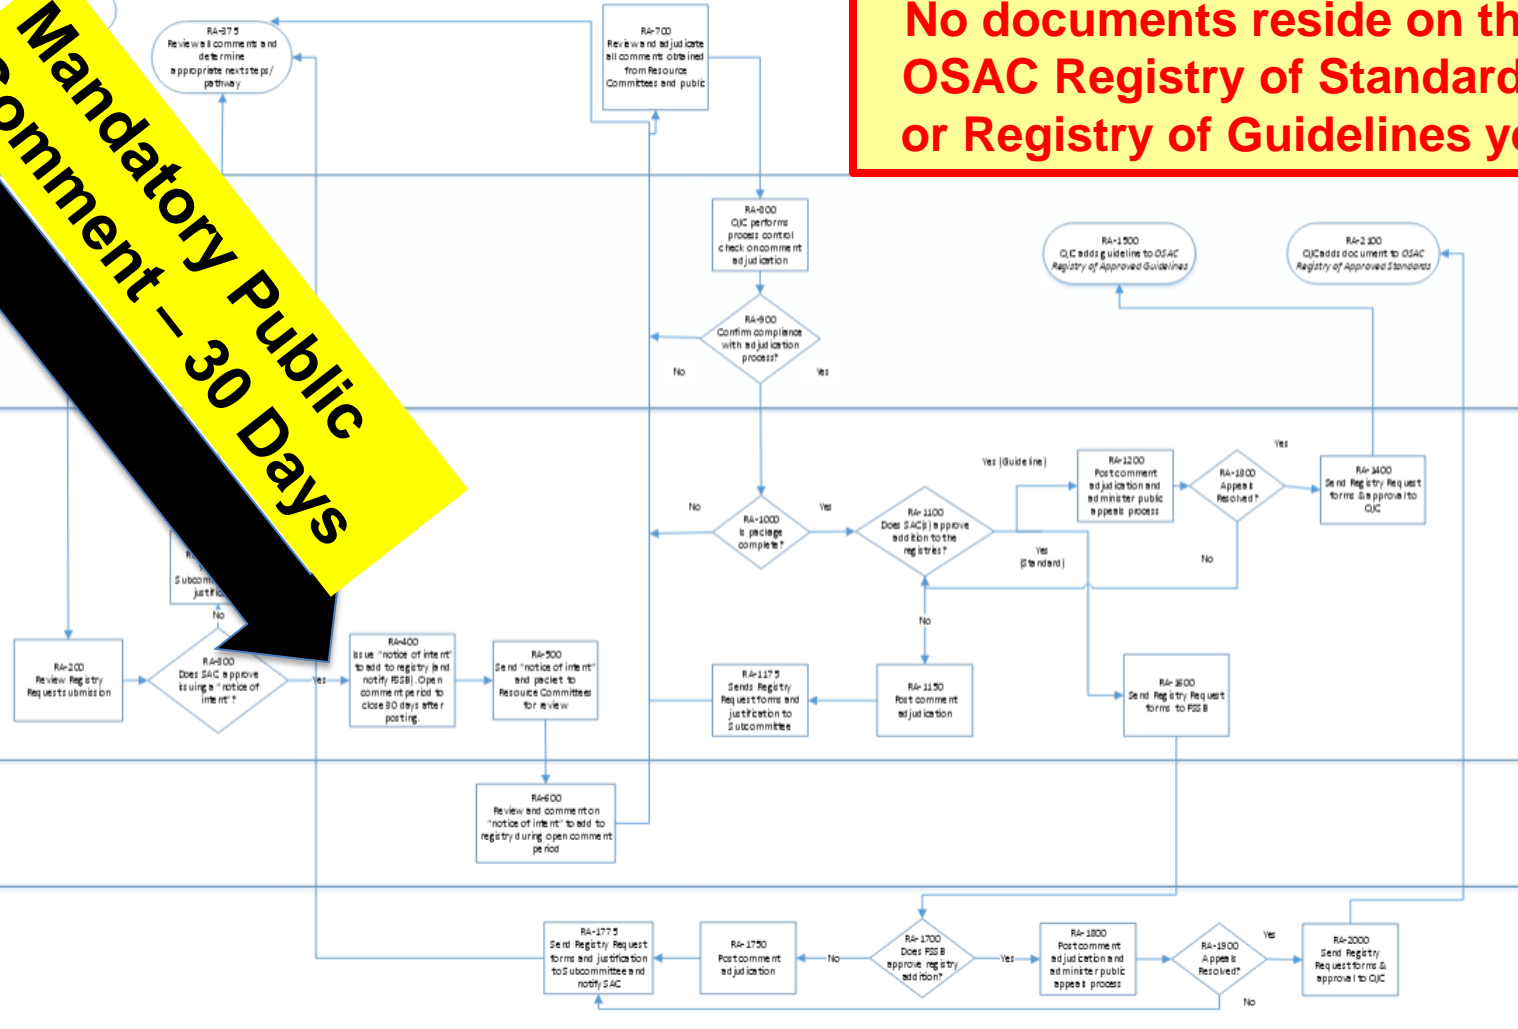 No documents reside on th
OSAC Registry of Standard
or Registry of Guidelines ye
Mandatory Public
Comment – 30 Days
RA-375
Review all comments and
determine
appropriate next steps/
pathway
RA-700
Review and adjudicate
all comments obtained
from Resource
Committees and public
RA-800
QIC performs
process control
check on comment
adjudication
RA-900
Confirm compliance
with adjudication
process?
No
Yes
RA-1500
QIC adds guideline to OSAC
Registry of Approved Guidelines
RA-2100
QIC adds document to OSAC
Registry of Approved Standards
No
RA-1000
Is package
complete?
Yes
RA-1100
Does SAC(s) approve
addition to the
registries?
Yes (Guideline)
Yes
(Standard)
RA-1200
Post comment
adjudication and
administer public
appeals process
RA-1300
Appeals
Resolved?
Yes
No
RA-1400
Send Registry Request
forms & approval to
QIC
Subcom
justific
No
RA-200
Review Registry
Request submission
RA-300
Does SAC approve
issuing a "notice of
intent"?
Yes
RA-400
Issue "notice of intent"
to add to registry (and
notify FSSB). Open
comment period to
close 30 days after
posting.
RA-500
Send "notice of intent"
and packet to
Resource Committees
for review
No
RA-1175
Sends Registry
Request forms and
justification to
Subcommittee
RA-1150
Post comment
adjudication
RA-1600
Send Registry Request
forms to FSSB
RA-600
Review and comment on
"notice of intent" to add to
registry during open comment
period
RA-1775
Send Registry Request
forms and justification
to Subcommittee and
notify SAC
RA-1750
Post comment
adjudication
No
RA-1700
Does FSSB
approve registry
addition?
Yes
RA-1800
Post comment
adjudication and
administer public
appeals process
RA-1900
Appeals
Resolved?
Yes
No
RA-2000
Send Registry
Request forms &
approval to QIC